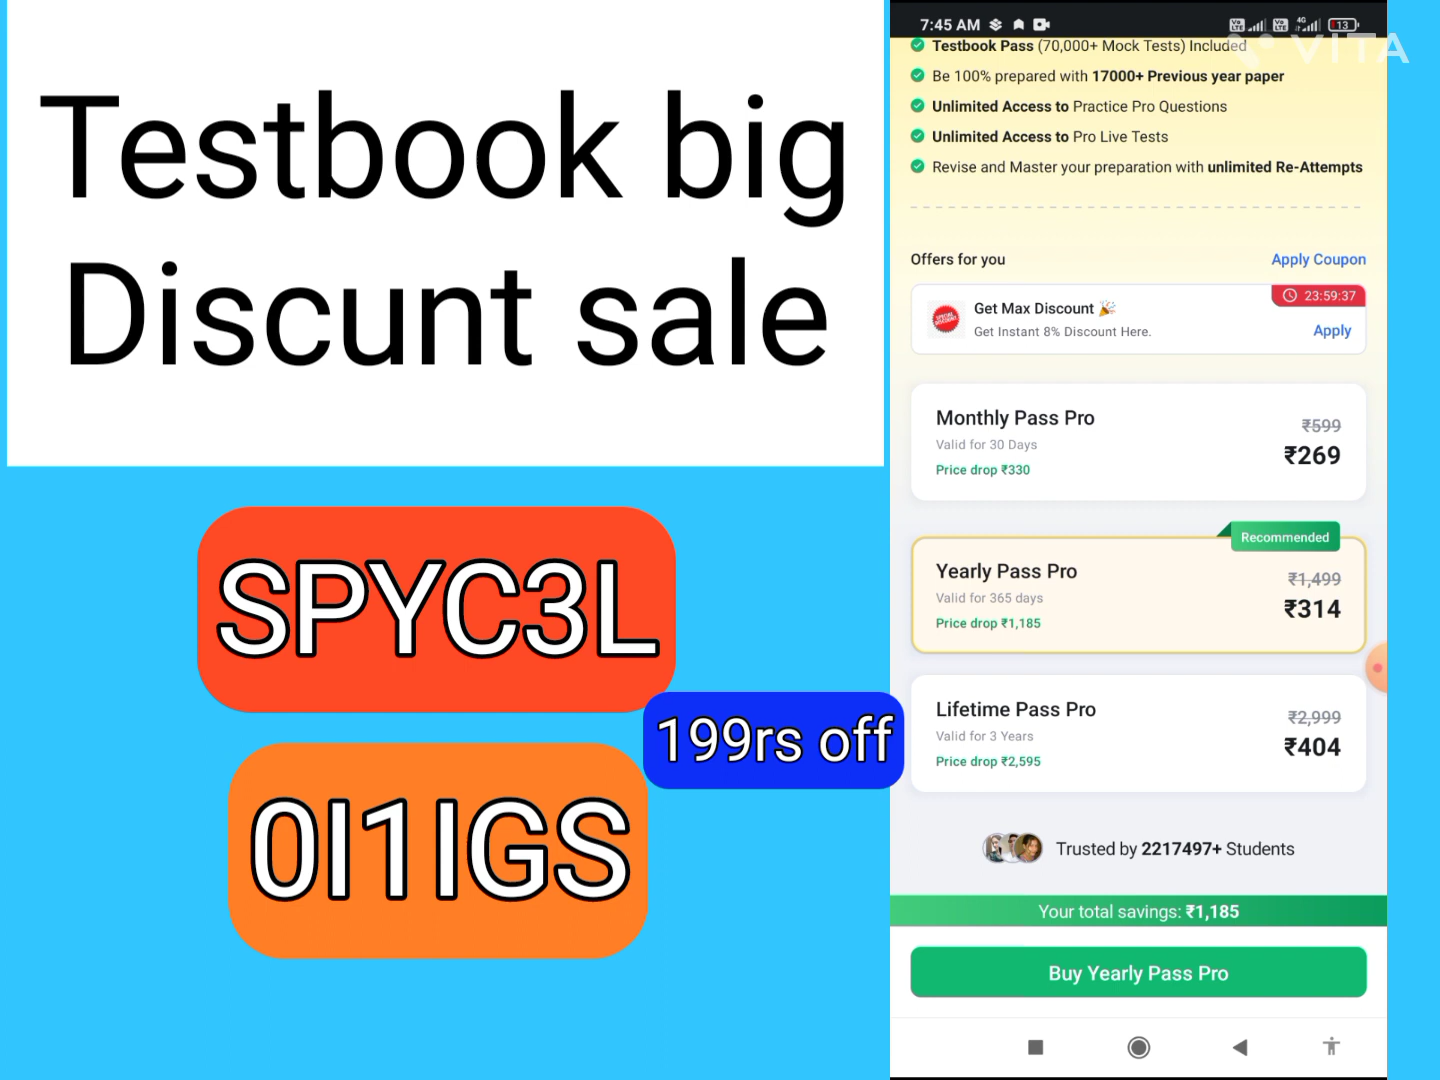 Testbook big
Discunt sale
SPYC3L
199rs off
0I1IGS
7:45 AM
4G
13
VITA
Testbook Pass (70,000+ Mock Tests) Included
Be 100% prepared with 17000+ Previous year paper
Unlimited Access to Practice Pro Questions
Unlimited Access to Pro Live Tests
Revise and Master your preparation with unlimited Re-Attempts
Offers for you
Apply Coupon
23:59:37
Get Max Discount 🎉
Get Instant 8% Discount Here.
Apply
Monthly Pass Pro
₹599
Valid for 30 Days
₹269
Price drop ₹330
Recommended
Yearly Pass Pro
₹1,499
Valid for 365 days
₹314
Price drop ₹1,185
Lifetime Pass Pro
₹2,999
Valid for 3 Years
₹404
Price drop ₹2,595
Trusted by 2217497+ Students
Your total savings: ₹1,185
Buy Yearly Pass Pro